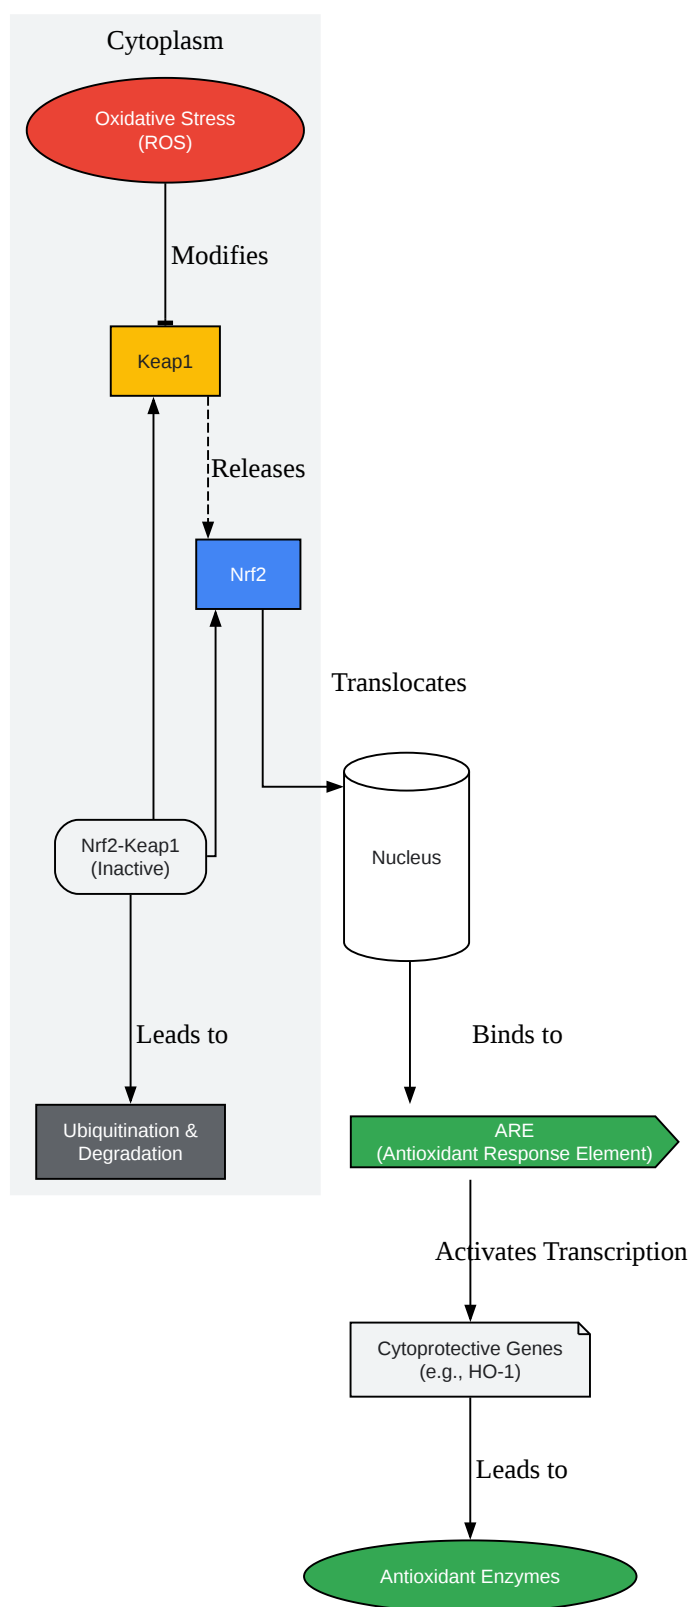 Cytoplasm
Oxidative Stress
(ROS)
Modifies
Keap1
Releases
Nrf2
Translocates
Nrf2-Keap1
(Inactive)
Nucleus
Leads to
Binds to
Ubiquitination &
Degradation
ARE
(Antioxidant Response Element)
Activates Transcription
Cytoprotective Genes
(e.g., HO-1)
Leads to
Antioxidant Enzymes